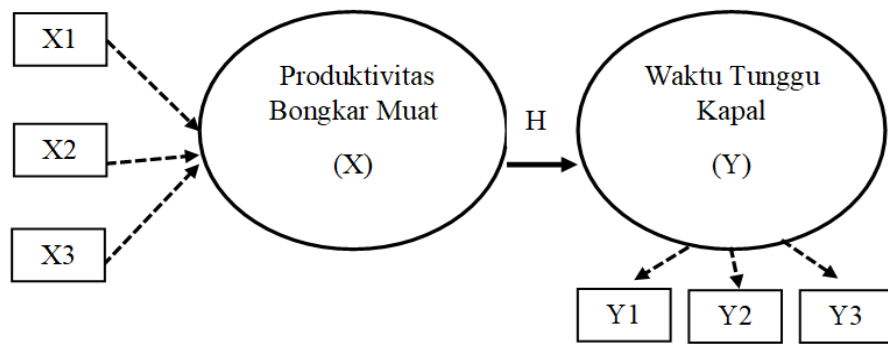 X1
X2
X3
Produktivitas
Bongkar Muat
(X)
H
Waktu Tunggu
Kapal
(Y)
Y1
Y2
Y3